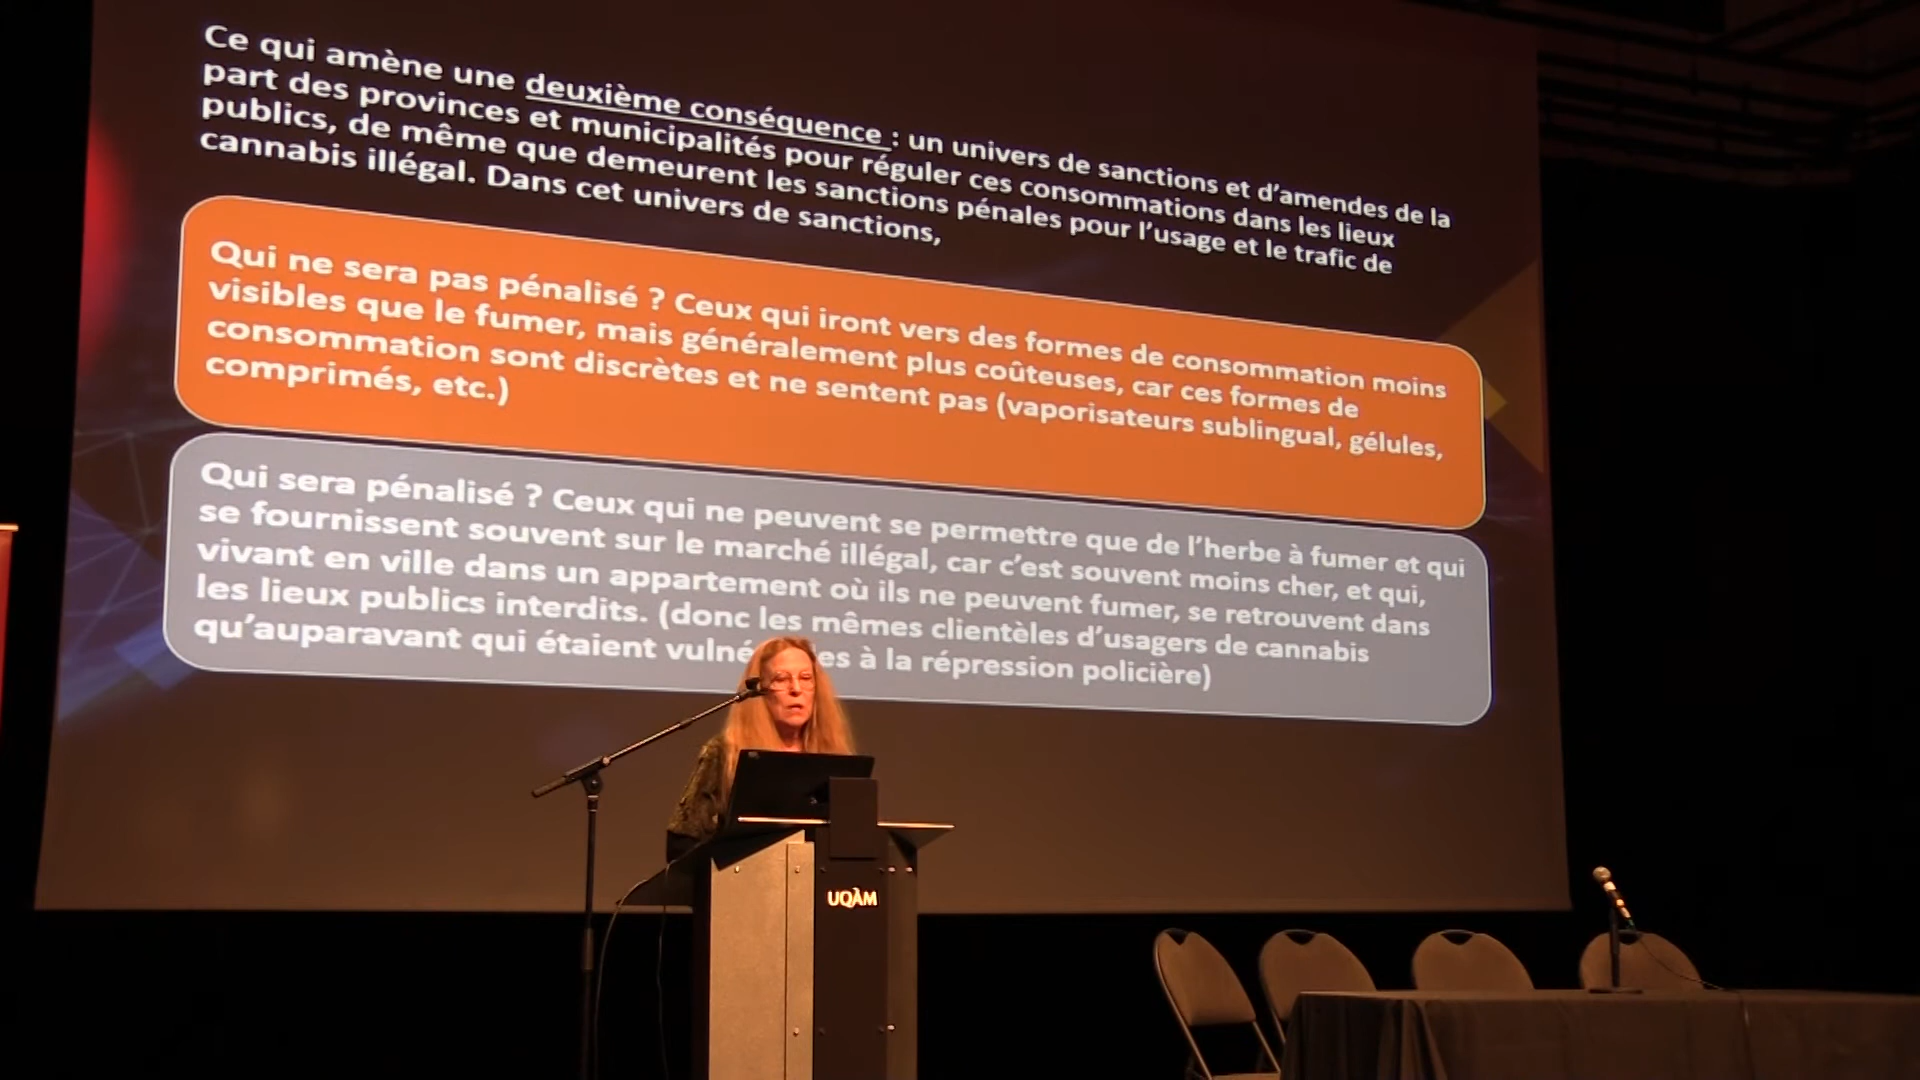 Ce qui amène une deuxième conséquence : un univers de sanctions et d'amendes de la
part des provinces et municipalités pour réguler ces consommations dans les lieux
publics, de même que demeurent les sanctions pénales pour l'usage et le trafic de
cannabis illégal. Dans cet univers de sanctions,
Qui ne sera pas pénalisé ? Ceux qui iront vers des formes de consommation moins
visibles que le fumer, mais généralement plus coûteuses, car ces formes de
consommation sont discrètes et ne sentent pas (vaporisateurs sublingual, gélules,
comprimés, etc.)
Qui sera pénalisé ? Ceux qui ne peuvent se permettre que de l'herbe à fumer et qui
se fournissent souvent sur le marché illégal, car c'est souvent moins cher, et qui,
vivant en ville dans un appartement où ils ne peuvent fumer, se retrouvent dans
les lieux publics interdits. (donc les mêmes clientèles d'usagers de cannabis
qu'auparavant qui étaient à la répression policière)
UQÀM